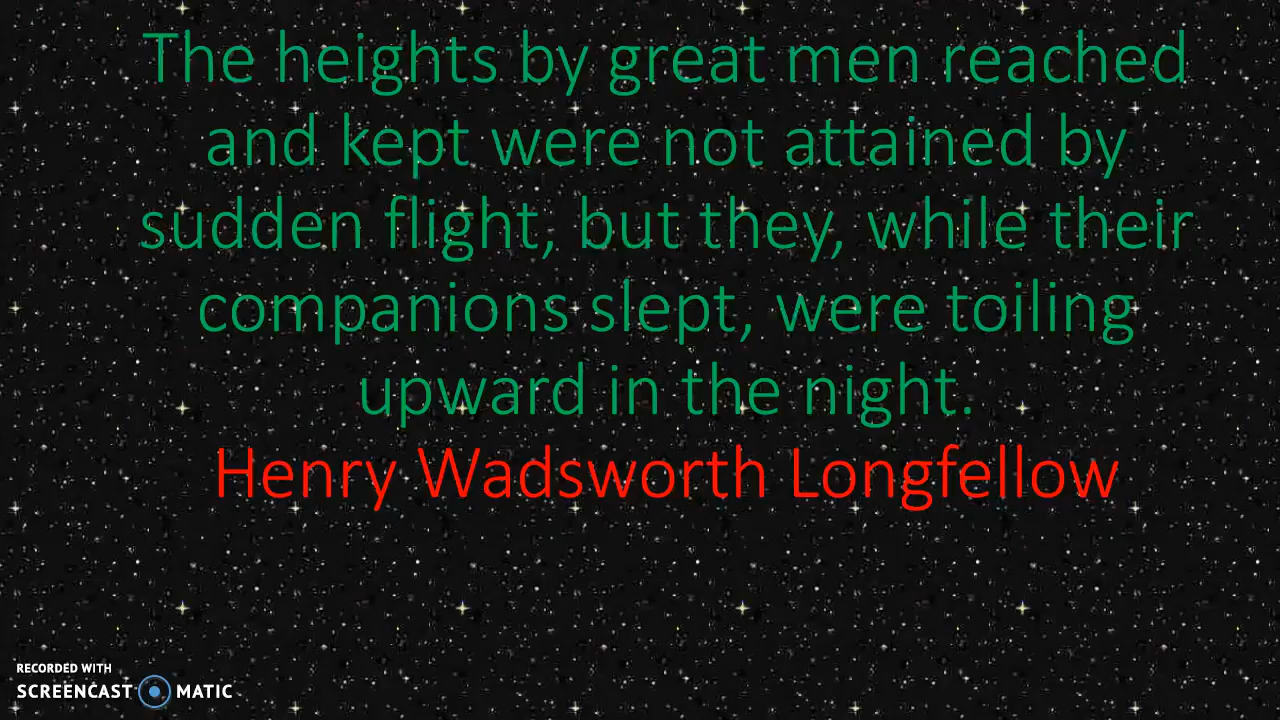 The heights by great men reached
and kept were not attained by
sudden flight, but they, while their
companions slept, were toiling
upward in the night.
Henry Wadsworth Longfellow
RECORDED WITH
SCREENCAST MATIC